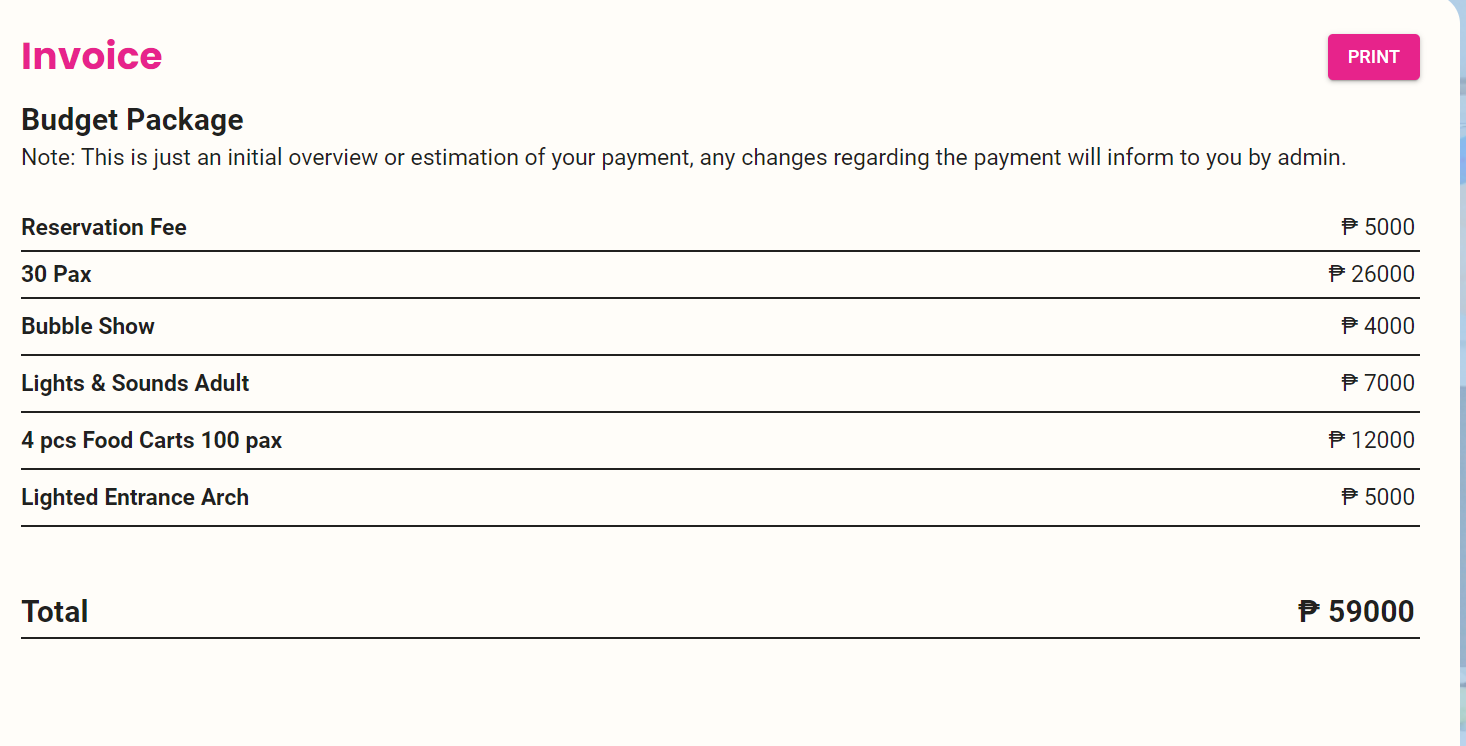 Invoice
PRINT
Budget Package
Note: This is just an initial overview or estimation of your payment, any changes regarding the payment will inform to you by admin.
Reservation Fee ₱ 5000
30 Pax ₱ 26000
Bubble Show ₱ 4000
Lights & Sounds Adult ₱ 7000
4 pcs Food Carts 100 pax ₱ 12000
Lighted Entrance Arch ₱ 5000
Total ₱ 59000